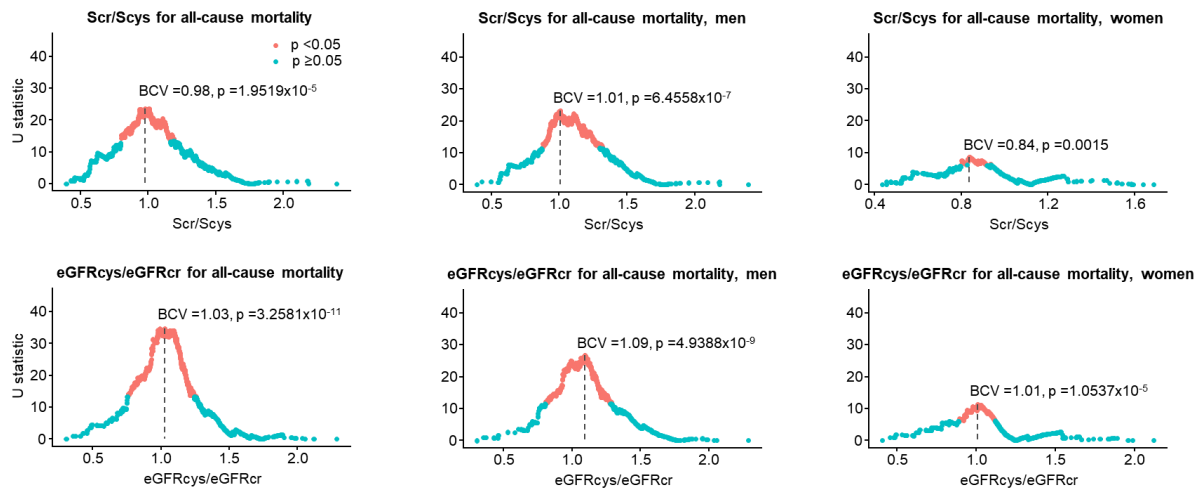 Scr/Scys for all-cause mortality
U statistic
40
30
20
10
0
p <0.05
p ≥0.05
BCV =0.98, p =1.9519x10⁻⁵
0.5 1.0 1.5 2.0
Scr/Scys
Scr/Scys for all-cause mortality, men
40
30
20
10
0
BCV =1.01, p =6.4558x10⁻⁷
0.5 1.0 1.5 2.0
Scr/Scys
Scr/Scys for all-cause mortality, women
40
30
20
10
0
BCV =0.84, p =0.0015
0.4 0.8 1.2 1.6
Scr/Scys
eGFRcys/eGFRcr for all-cause mortality
U statistic
40
30
20
10
0
BCV =1.03, p =3.2581x10⁻¹¹
0.5 1.0 1.5 2.0
eGFRcys/eGFRcr
eGFRcys/eGFRcr for all-cause mortality, men
40
30
20
10
0
BCV =1.09, p =4.9388x10⁻⁹
0.5 1.0 1.5 2.0
eGFRcys/eGFRcr
eGFRcys/eGFRcr for all-cause mortality, women
40
30
20
10
0
BCV =1.01, p =1.0537x10⁻⁵
0.5 1.0 1.5 2.0
eGFRcys/eGFRcr